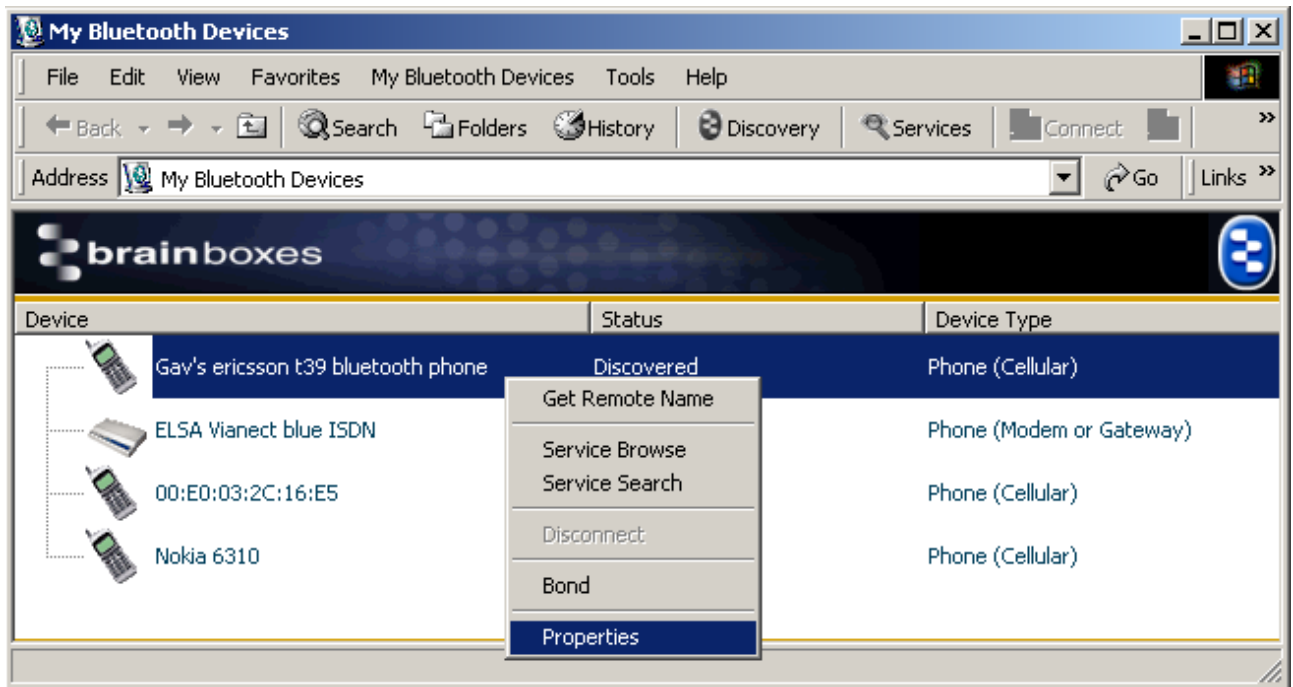 My Bluetooth Devices
File Edit View Favorites My Bluetooth Devices Tools Help
Back Search Folders History Discovery Services Connect »
Address My Bluetooth Devices Go Links »
brainboxes
Device Status Device Type
Gav's ericsson t39 bluetooth phone Discovered Phone (Cellular)
Get Remote Name
ELSA Vianect blue ISDN Phone (Modem or Gateway)
Service Browse
Service Search
00:E0:03:2C:16:E5 Phone (Cellular)
Disconnect
Nokia 6310 Phone (Cellular)
Bond
Properties